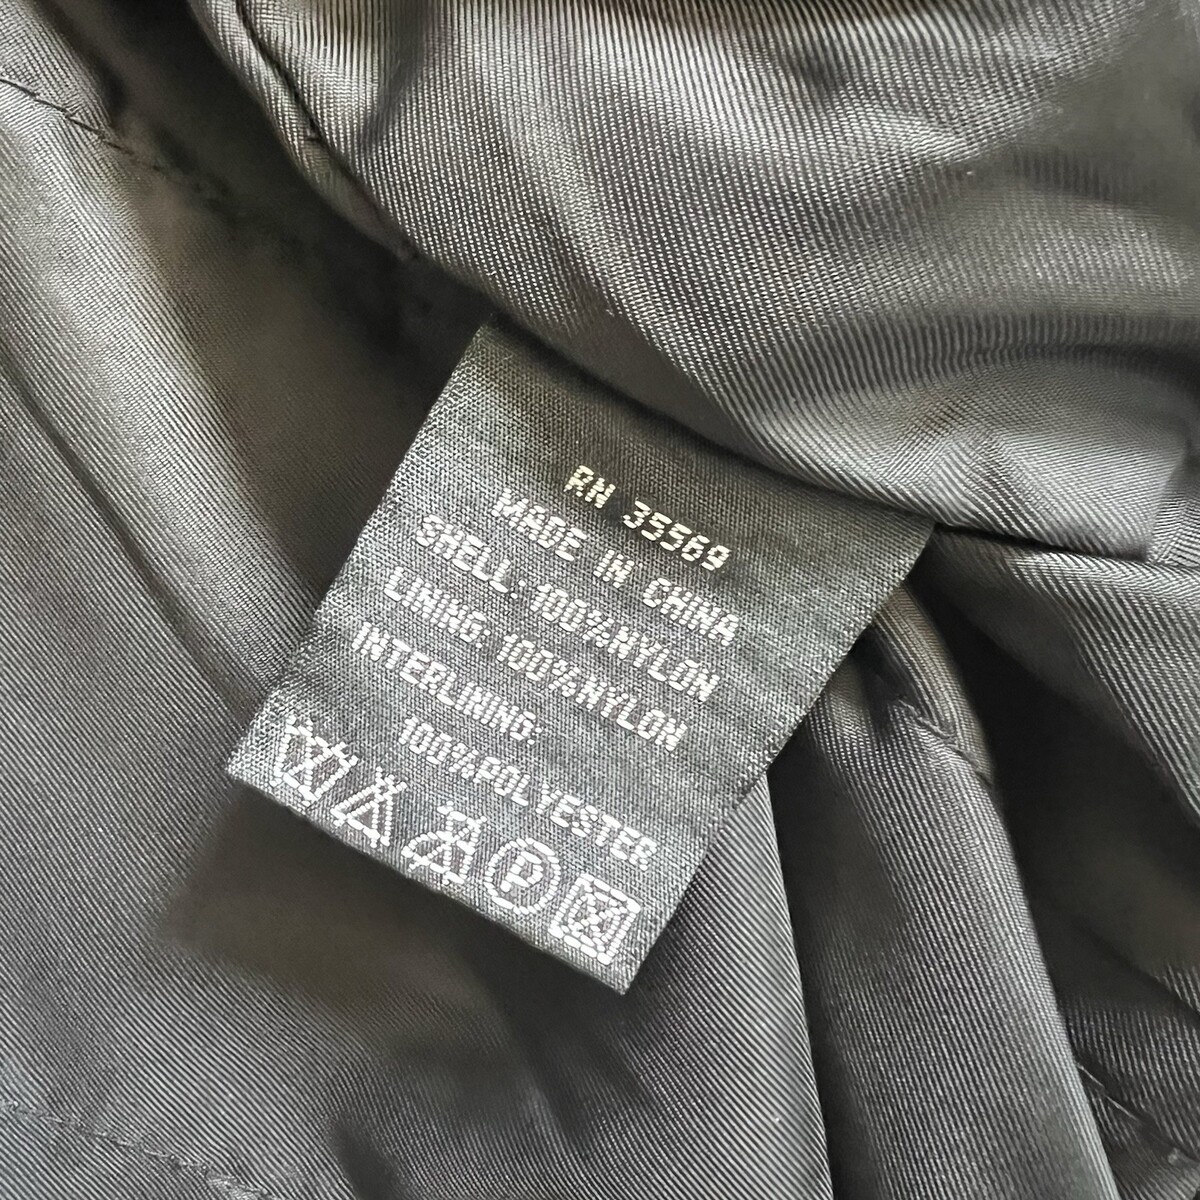 RN 35569
MADE IN CHINA
SHELL: 100%NYLON
LINING: 100%NYLON
INTERLINING:
100%POLYESTER
P